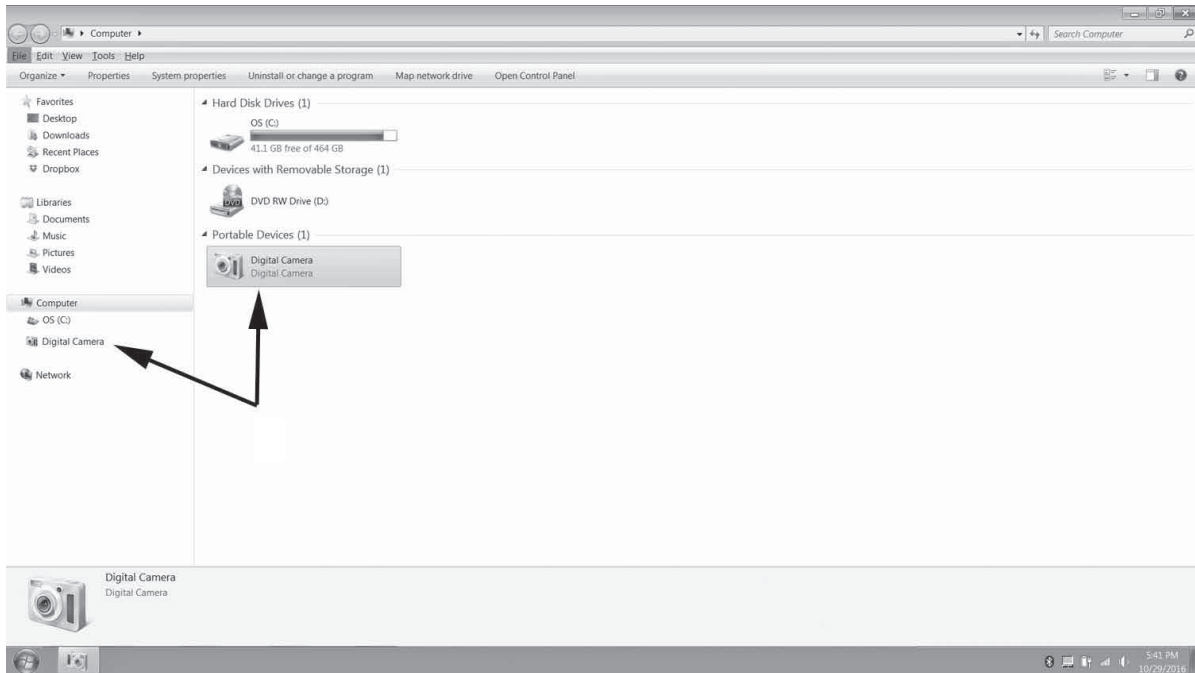 Computer
Search Computer
File Edit View Tools Help
Organize Properties System properties Uninstall or change a program Map network drive Open Control Panel
Favorites
Desktop
Downloads
Recent Places
Dropbox
Libraries
Documents
Music
Pictures
Videos
Computer
OS (C:)
Digital Camera
Network
Hard Disk Drives (1)
OS (C:)
41.1 GB free of 464 GB
Devices with Removable Storage (1)
DVD
DVD RW Drive (D:)
Portable Devices (1)
Digital Camera
Digital Camera
Digital Camera
Digital Camera
5:41 PM
10/29/2016